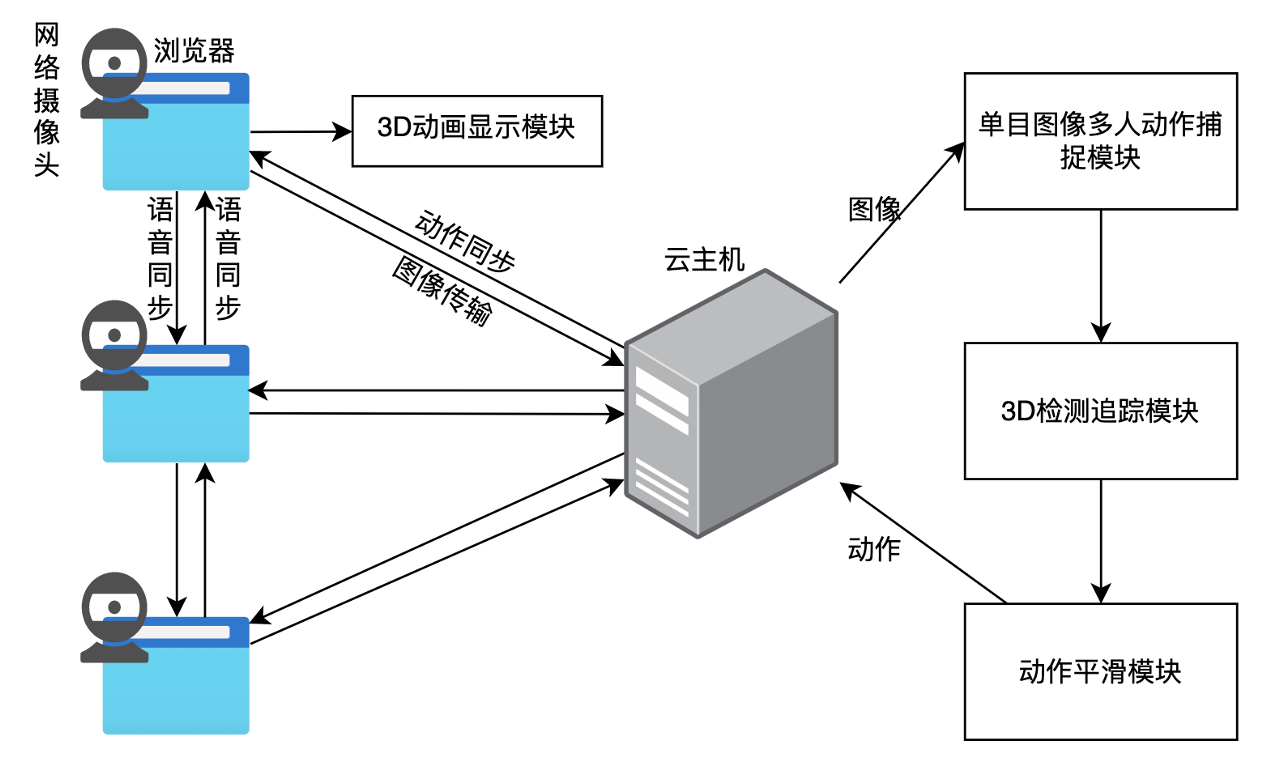 网络摄像头
浏览器
3D动画显示模块
语音同步
语音同步
动作同步
图像传输
云主机
图像
单目图像多人动作捕
捉模块
3D检测追踪模块
动作
动作平滑模块